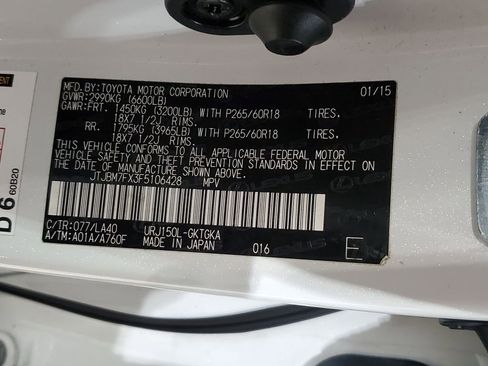 MFD. BY: TOYOTA MOTOR CORPORATION 01/15
GVWR: 2990KG (6600LB)
GAWR: FRT. 1450KG (3200LB) WITH P265/60R18 TIRES,
18X7 1/2J RIMS.
RR. 1795KG (3965LB) WITH P265/60R18 TIRES,
18X7 1/2J RIMS.
THIS VEHICLE CONFORMS TO ALL APPLICABLE FEDERAL MOTOR
VEHICLE SAFETY, BUMPER, AND THEFT PREVENTION STANDARDS
IN EFFECT ON THE DATE OF MANUFACTURE SHOWN ABOVE.
JTJBM7FX3F5106428 MPV
C/TR: 077/LA40 URJ150L-GKTGKA
A/TM: A01A/A760F MADE IN JAPAN 016 E
D 6 60B20